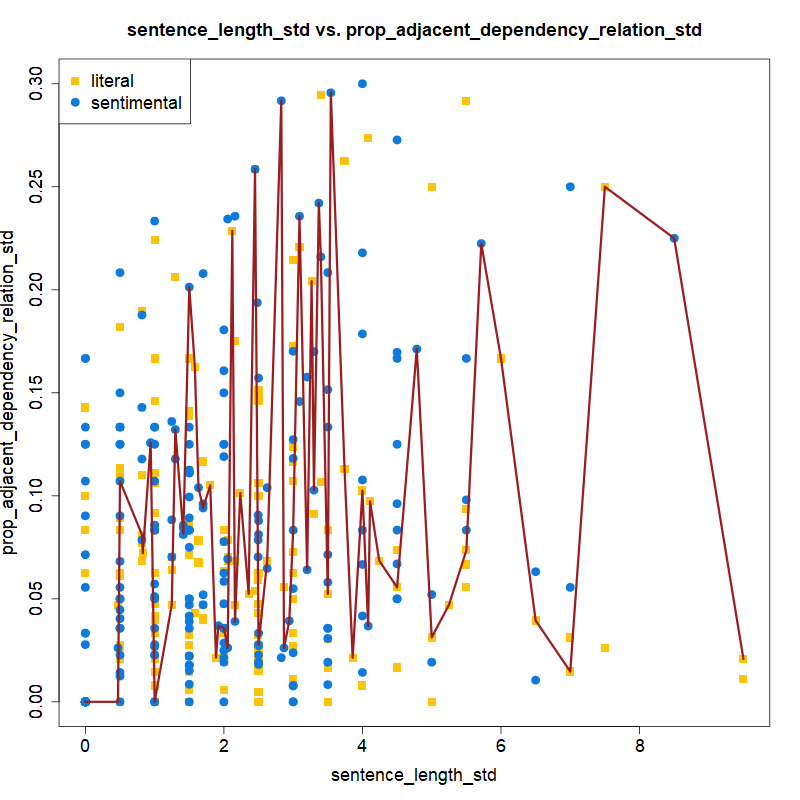 sentence_length_std vs. prop_adjacent_dependency_relation_std
literal
sentimental
prop_adjacent_dependency_relation_std
0.30
0.25
0.20
0.15
0.10
0.05
0.00
0
2
4
6
8
sentence_length_std